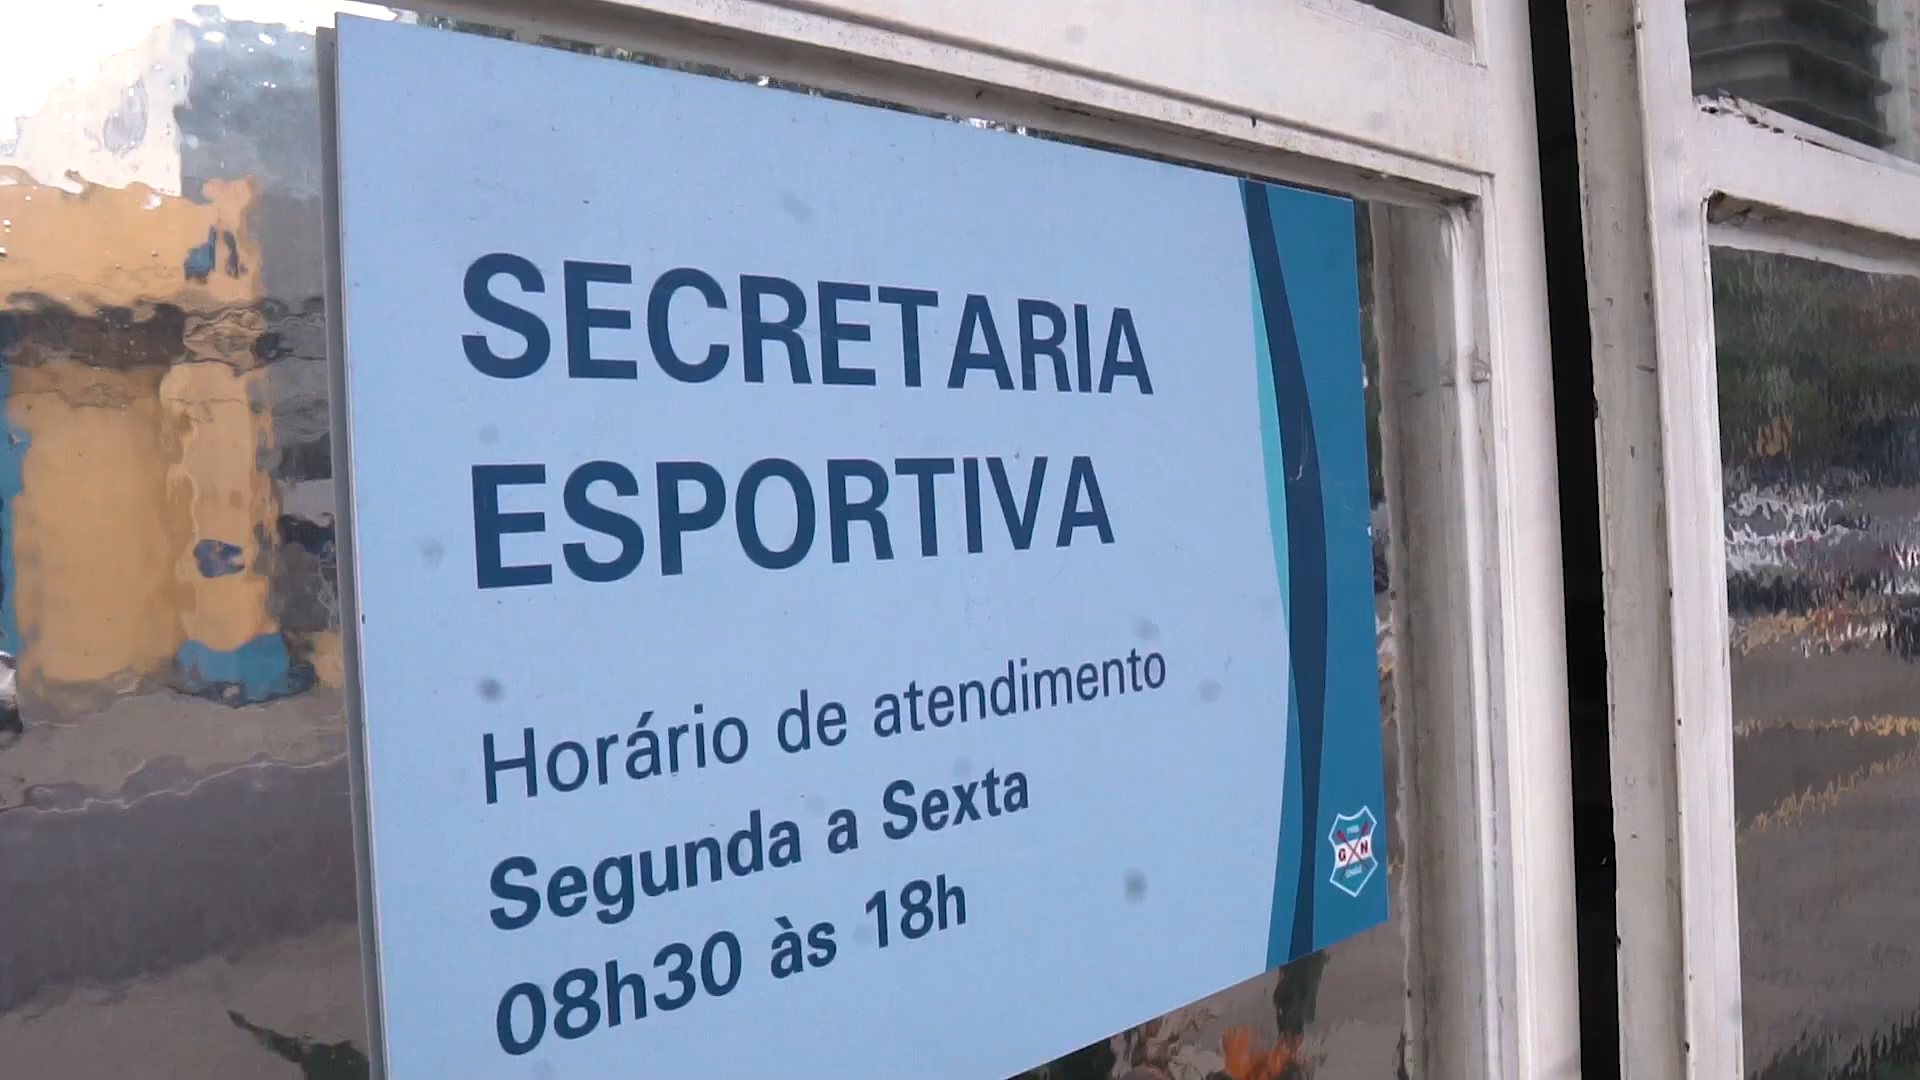 SECRETARIA
ESPORTIVA
Horário de atendimento
Segunda a Sexta
08h30 às 18h
G N